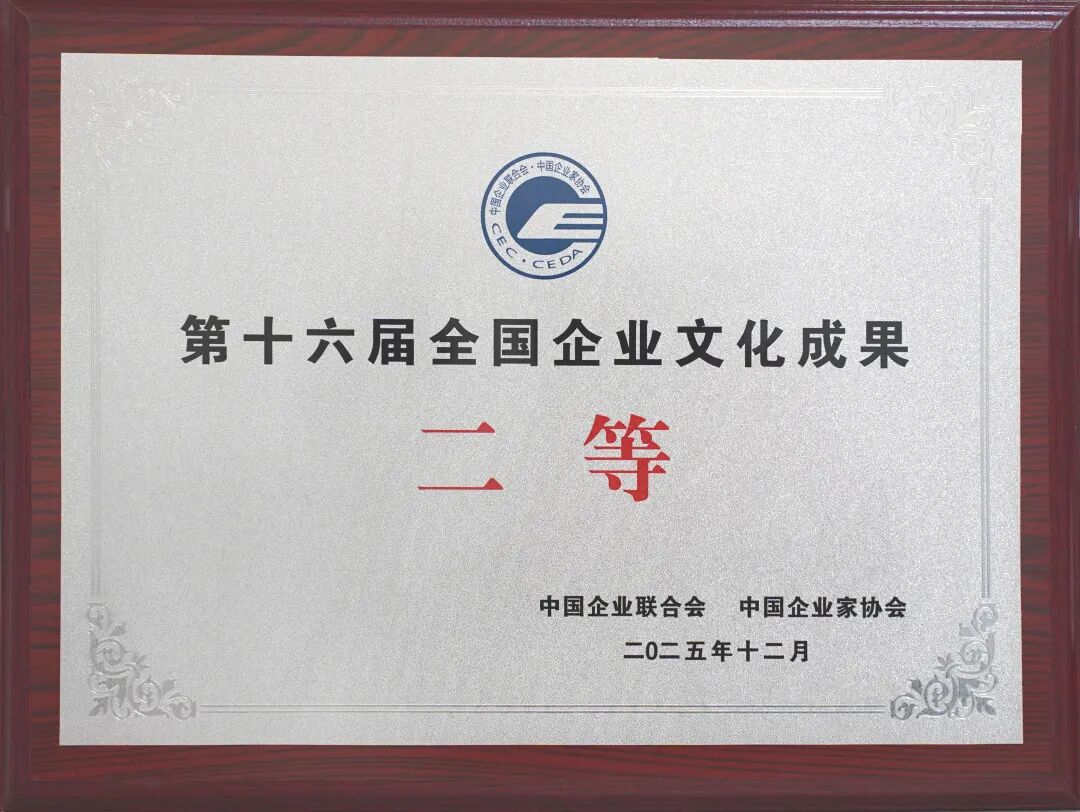 中国企业联合会·中国企业家协会
CEC·CEDA
第十六届全国企业文化成果
二 等
中国企业联合会 中国企业家协会
二0二五年十二月